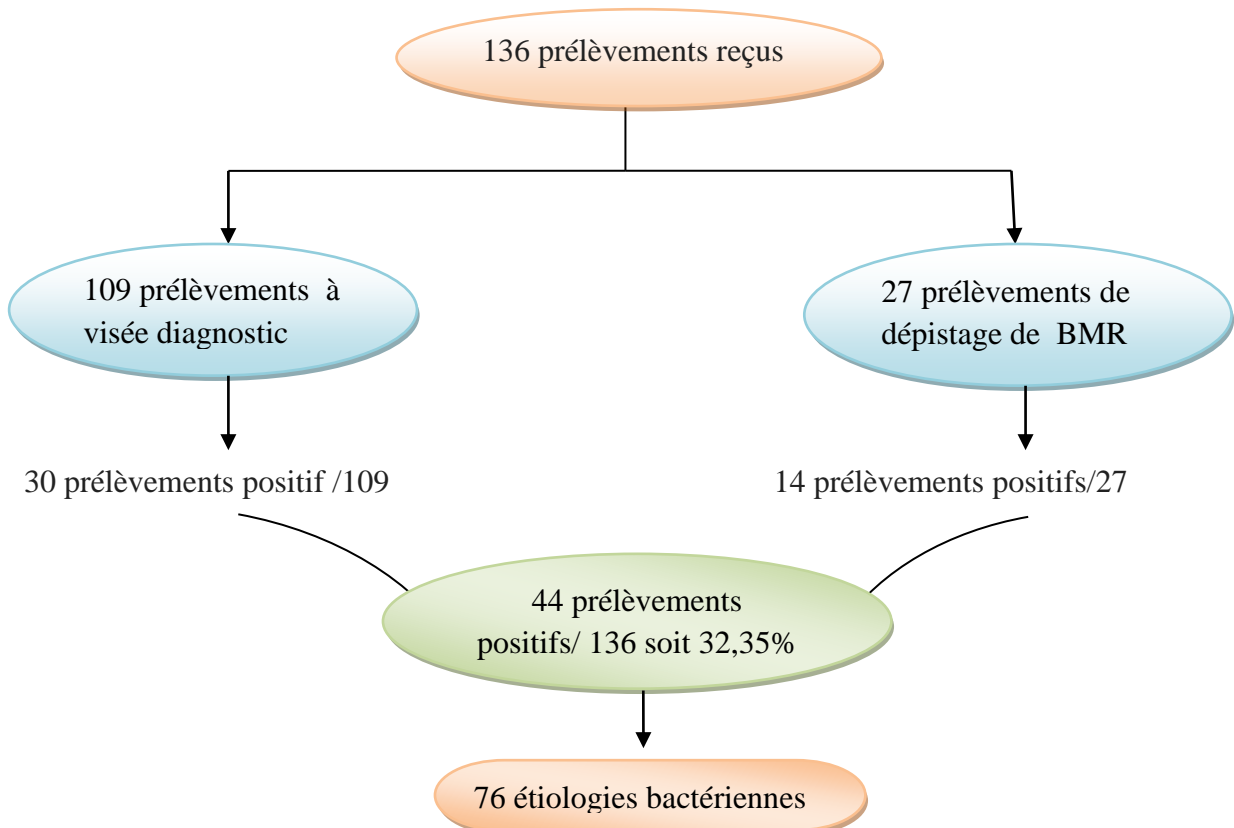 136 prélèvements reçus
109 prélèvements à
visée diagnostic
27 prélèvements de
dépistage de BMR
30 prélèvements positif /109
14 prélèvements positifs/27
44 prélèvements
positifs/ 136 soit 32,35%
76 étiologies bactériennes